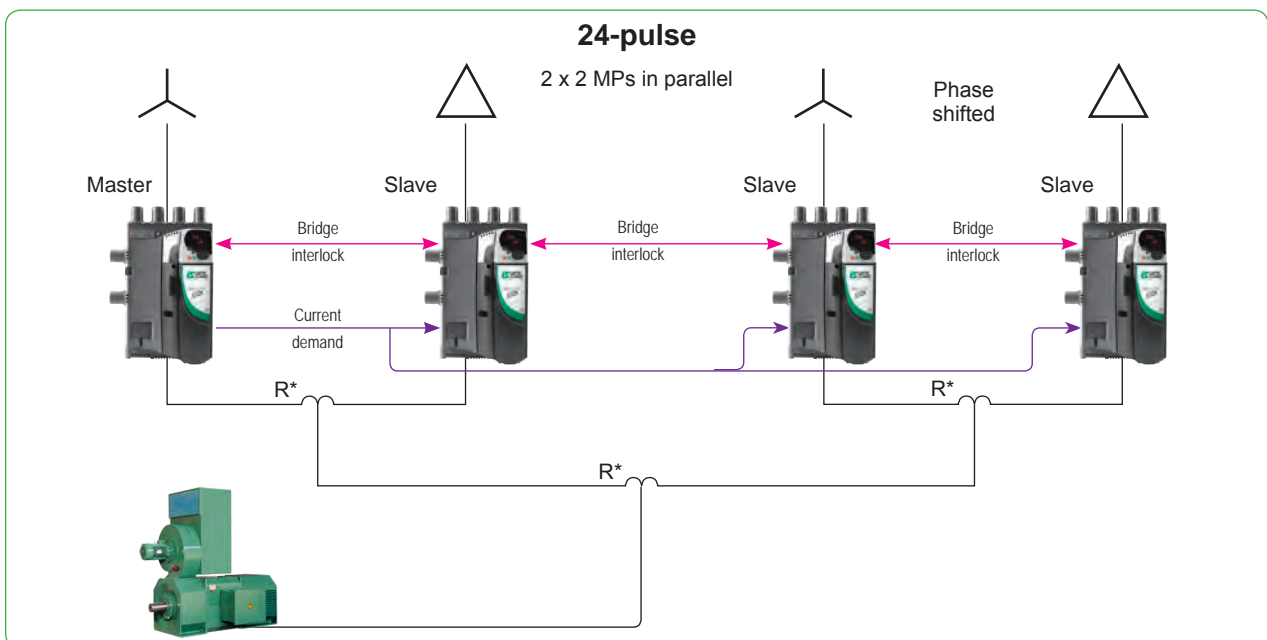 24-pulse
2 x 2 MPs in parallel
Phase
shifted
Master
Slave
Slave
Slave
Bridge
interlock
Bridge
interlock
Bridge
interlock
Current
demand
R*
R*
R*